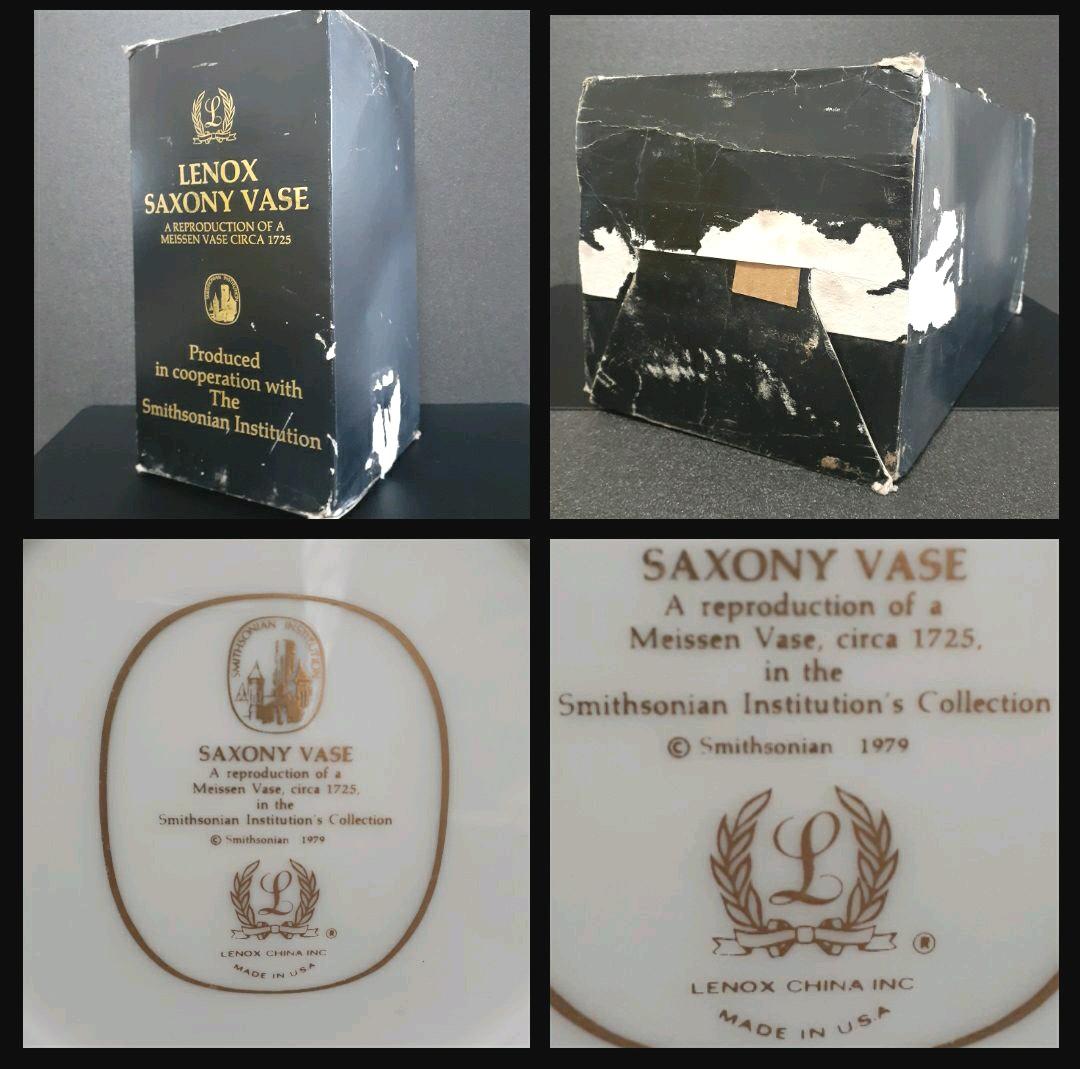 L
LENOX
SAXONY VASE
A REPRODUCTION OF A
MEISSEN VASE CIRCA 1725
Produced
in cooperation with
The
Smithsonian Institution
SMITHSONIAN INSTITUTION
SAXONY VASE
A reproduction of a
Meissen Vase, circa 1725,
in the
Smithsonian Institution's Collection
© Smithsonian 1979
L
®
LENOX CHINA INC
MADE IN U.S.A
SAXONY VASE
A reproduction of a
Meissen Vase, circa 1725,
in the
Smithsonian Institution's Collection
© Smithsonian 1979
L
®
LENOX CHINA INC
MADE IN U.S.A